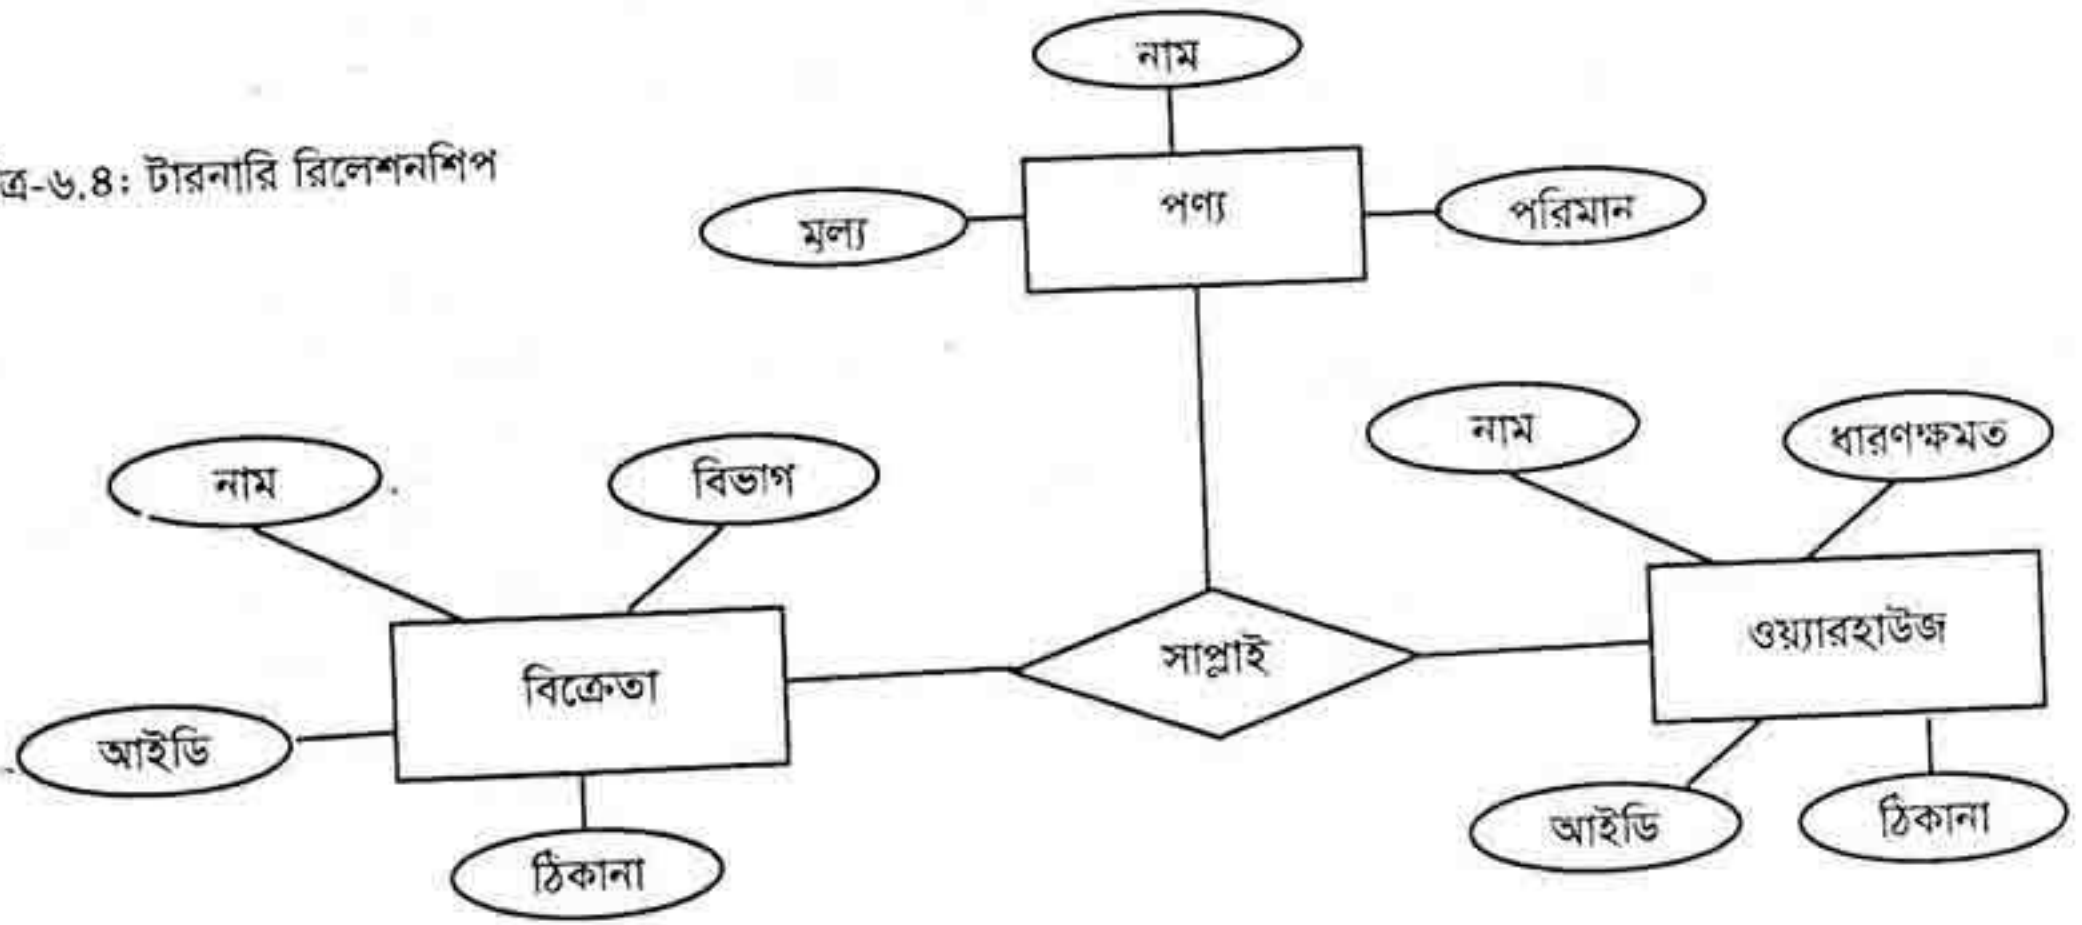 নাম
ত্র-৬.৪: টারনারি রিলেশনশিপ
মূল্য
পণ্য
পরিমান
নাম
বিভাগ
নাম
ধারণক্ষমত
বিক্রেতা
সাপ্লাই
ওয়্যারহাউজ
আইডি
ঠিকানা
আইডি
ঠিকানা